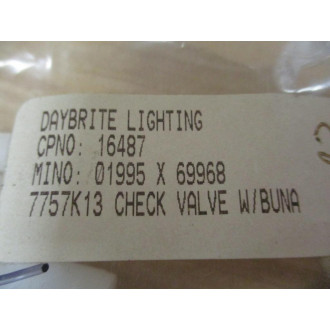 DAYBRITE LIGHTING
CPNO: 16487
MINO: 01995 X 69968
7757K13 CHECK VALVE W/BUNA